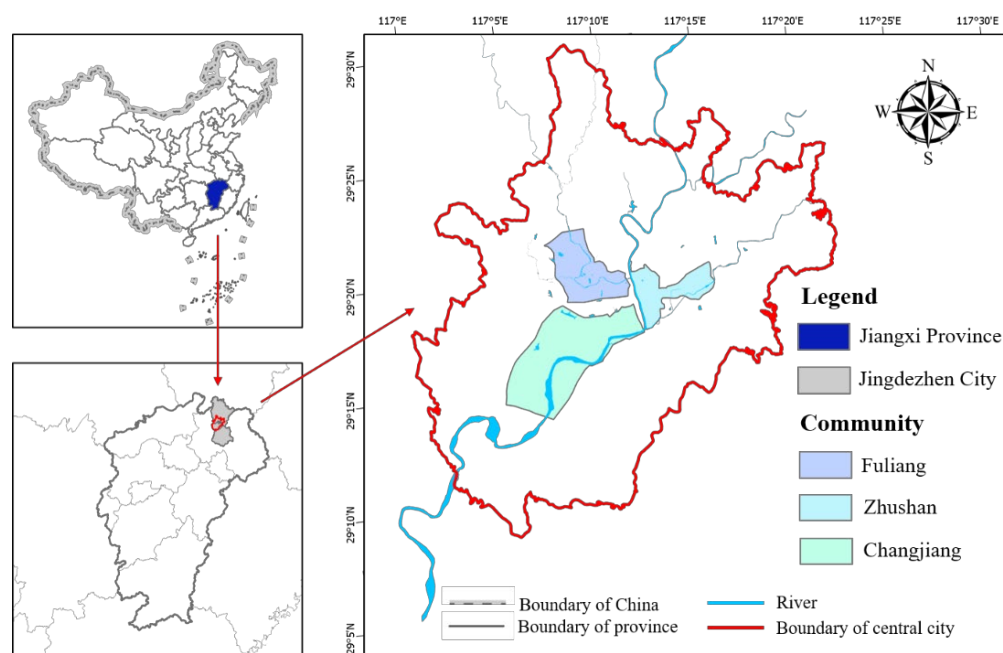 117°E 117°5'E 117°10'E 117°15'E 117°20'E 117°30'E
29°30'N
29°25'N
29°20'N
29°15'N
29°10'N
29°5'N
N
W E
S
Legend
Jiangxi Province
Jingdezhen City
Community
Fuliang
Zhushan
Changjiang
Boundary of China
Boundary of province
River
Boundary of central city